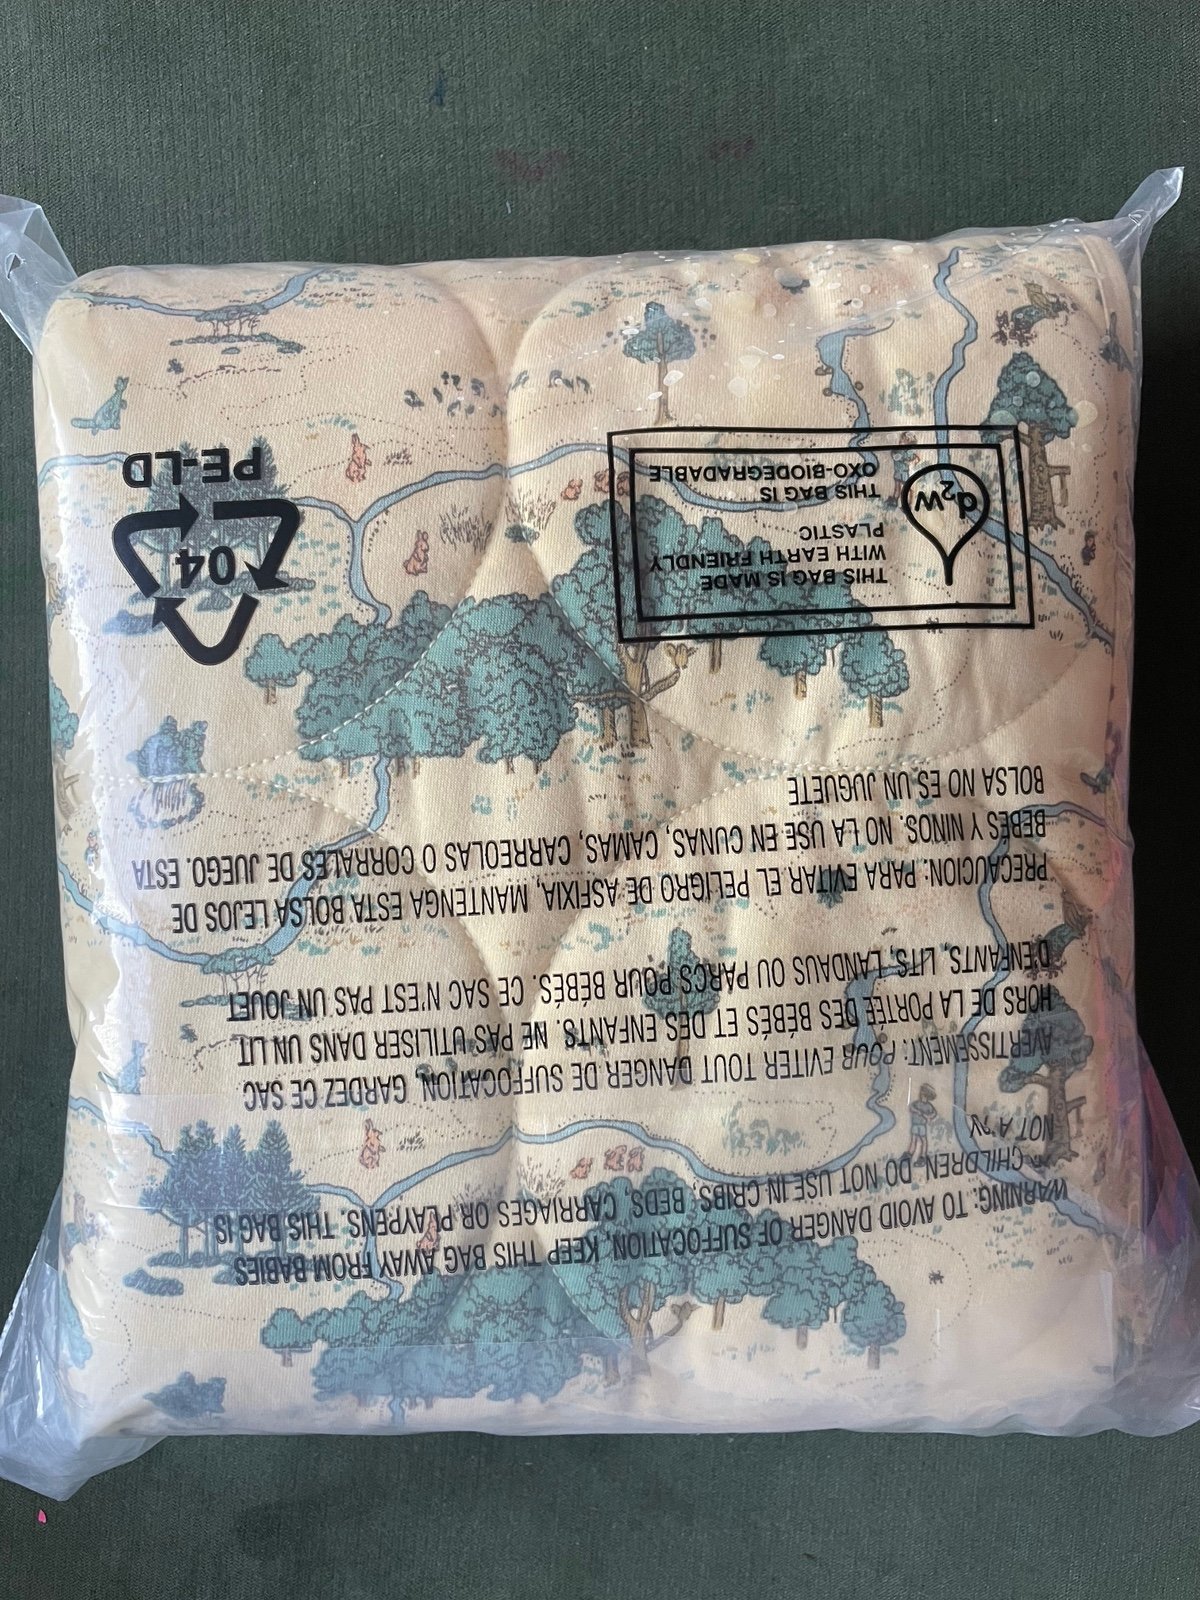 WARNING: TO AVOID DANGER OF SUFFOCATION, KEEP THIS BAG AWAY FROM BABIES
CHILDREN. DO NOT USE IN CRIBS, BEDS, CARRIAGES OR PLAYPENS. THIS BAG IS
NOT A
AVERTISSEMENT: POUR EVITER TOUT DANGER DE SUFFOCATION, GARDEZ CE SAC
HORS DE LA PORTÉE DES BÉBÉS ET DES ENFANTS. NE PAS UTILISER DANS UN LIT
D'ENFANTS, LITS, LANDAUS OU PARCS POUR BÉBÉS. CE SAC N'EST PAS UN JOUET
PRECAUCION: PARA EVITAR EL PELIGRO DE ASFIXIA, MANTENGA ESTA BOLSA LEJOS DE
BEBES Y NINOS. NO LA USE EN CUNAS, CAMAS, CARREOLAS O CORRALES DE JUEGO. ESTA
BOLSA NO ES UN JUGUETE
d2w
THIS BAG IS MADE
WITH EARTH FRIENDLY
PLASTIC
THIS BAG IS
OXO-BIODEGRADABLE
04
PE-LD